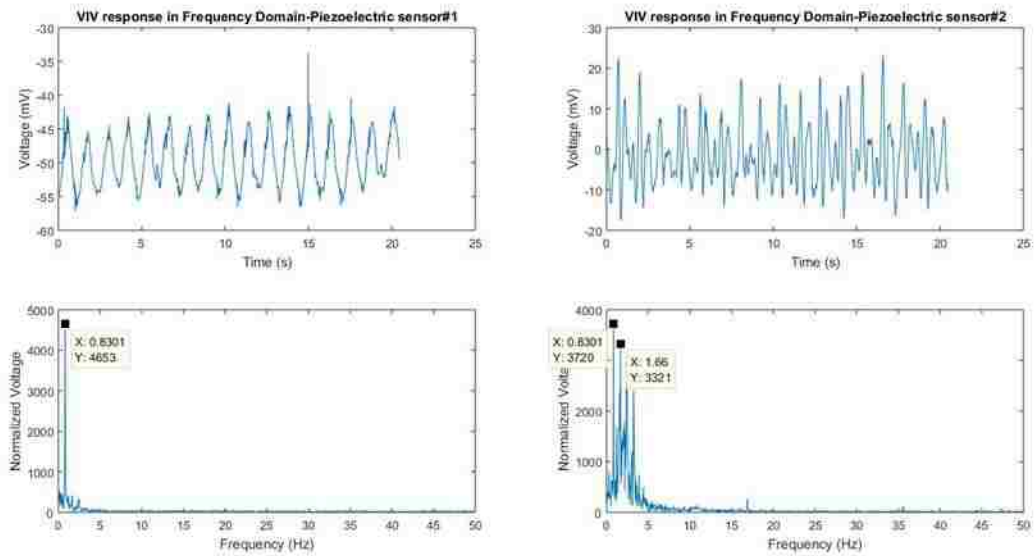 VIV response in Frequency Domain-Piezoelectric sensor#1
-30
-35
-40
-45
-50
-55
-60
Voltage (mV)
0 5 10 15 20 25
Time (s)
VIV response in Frequency Domain-Piezoelectric sensor#2
30
20
10
0
-10
-20
Voltage (mV)
0 5 10 15 20 25
Time (s)
5000
4000
3000
2000
1000
0
Normalized Voltage
X: 0.8301
Y: 4653
0 5 10 15 20 25 30 35 40 45 50
Frequency (Hz)
4000
2000
1000
0
Normalized Volta
X: 0.8301
Y: 3720
X: 1.66
Y: 3321
0 5 10 15 20 25 30 35 40 45 50
Frequency (Hz)